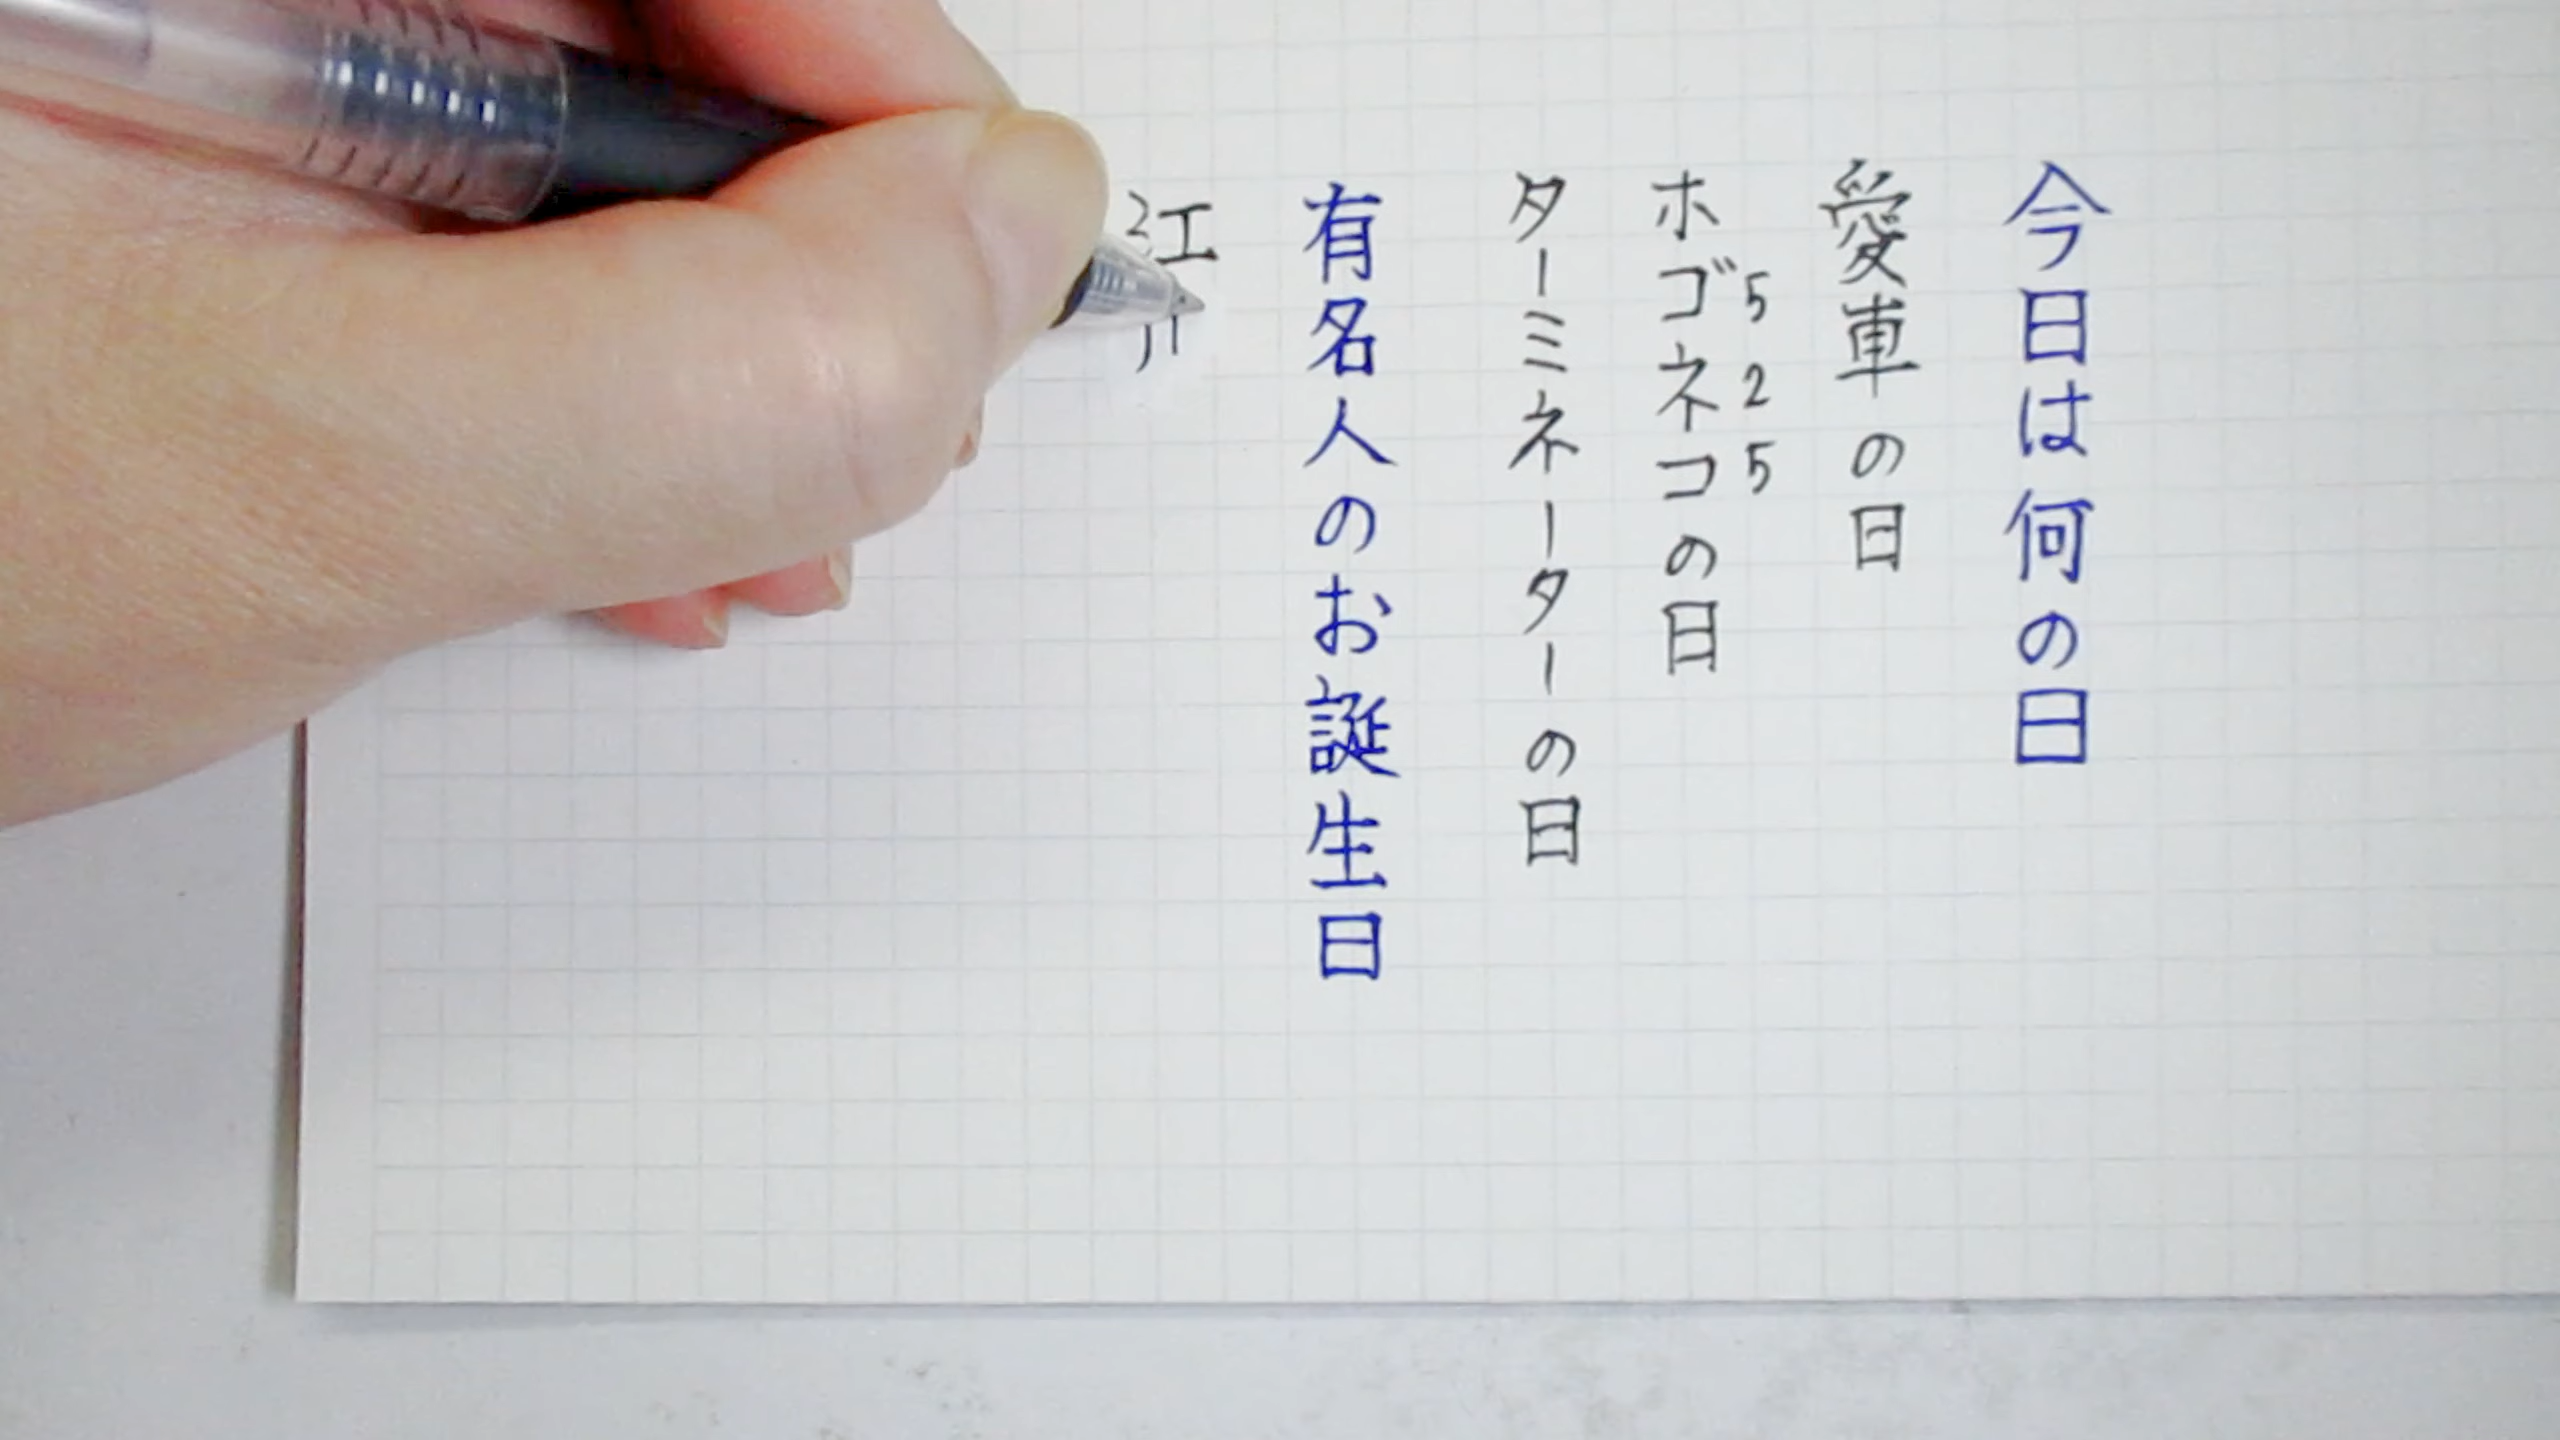 今日は何の日
愛車の日
ホゴネコの日
525
ターミネーターの日
有名人のお誕生日
江